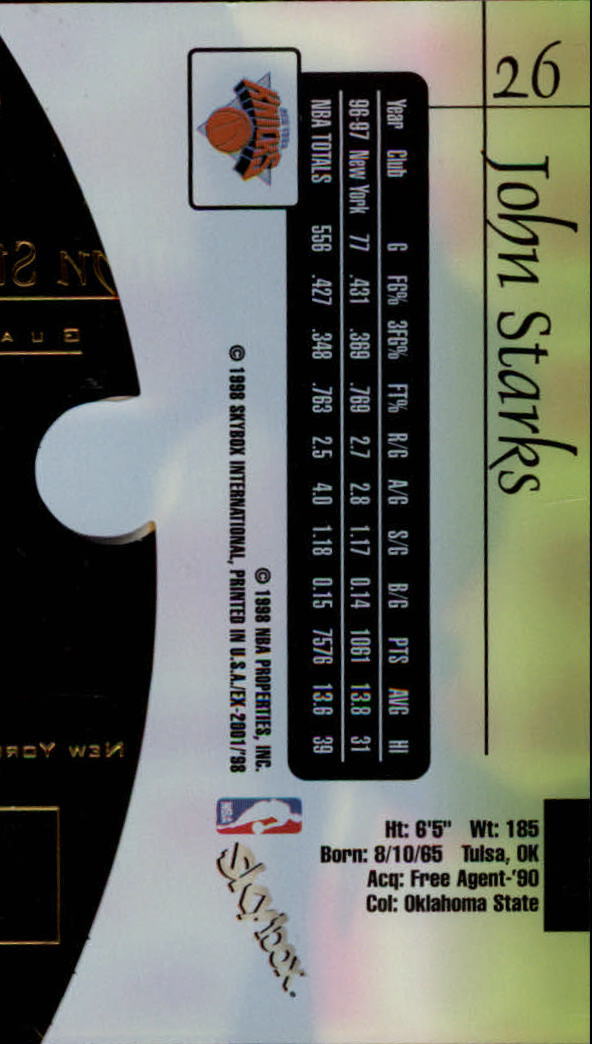 26
John Starks
Ht: 6'5" Wt: 185
Born: 8/10/65 Tulsa, OK
Acq: Free Agent-'90
Col: Oklahoma State
Year Club G FG% 3FG% FT% R/G A/G S/G B/G PTS AVG HI
96-97 New York 77 .431 .369 .769 2.7 2.8 1.17 0.14 1061 13.8 31
NBA TOTALS 556 .427 .348 .763 2.5 4.0 1.18 0.15 7576 13.6 39
NEW YORK
KNICKS
© 1998 NBA PROPERTIES, INC.
© 1998 SKYBOX INTERNATIONAL, PRINTED IN U.S.A./EX-2001/'98
NBA
Skybox